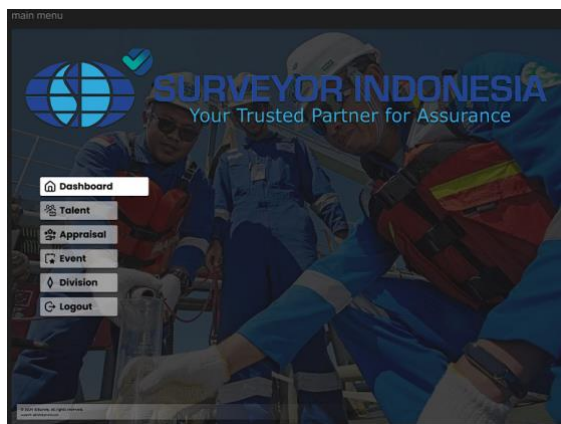 main menu
SURVEYOR INDONESIA
Your Trusted Partner for Assurance
Dashboard
Talent
Appraisal
Event
Division
Logout